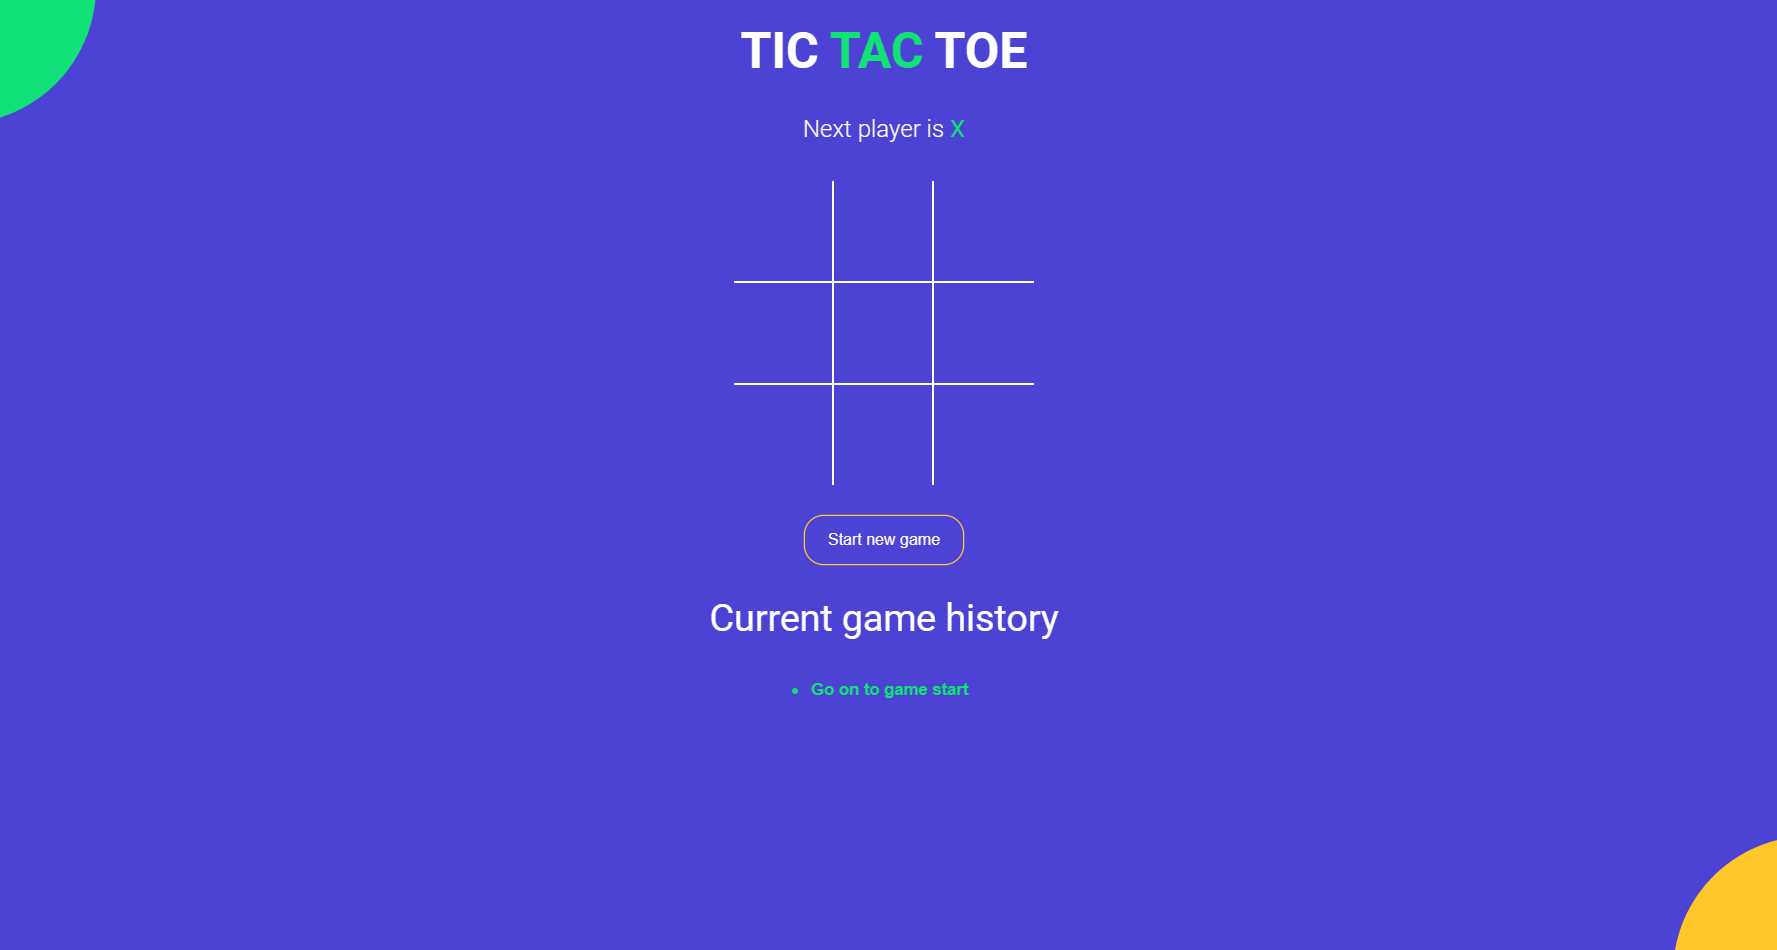 TIC TAC TOE
Next player is X
Start new game
Current game history
Go on to game start